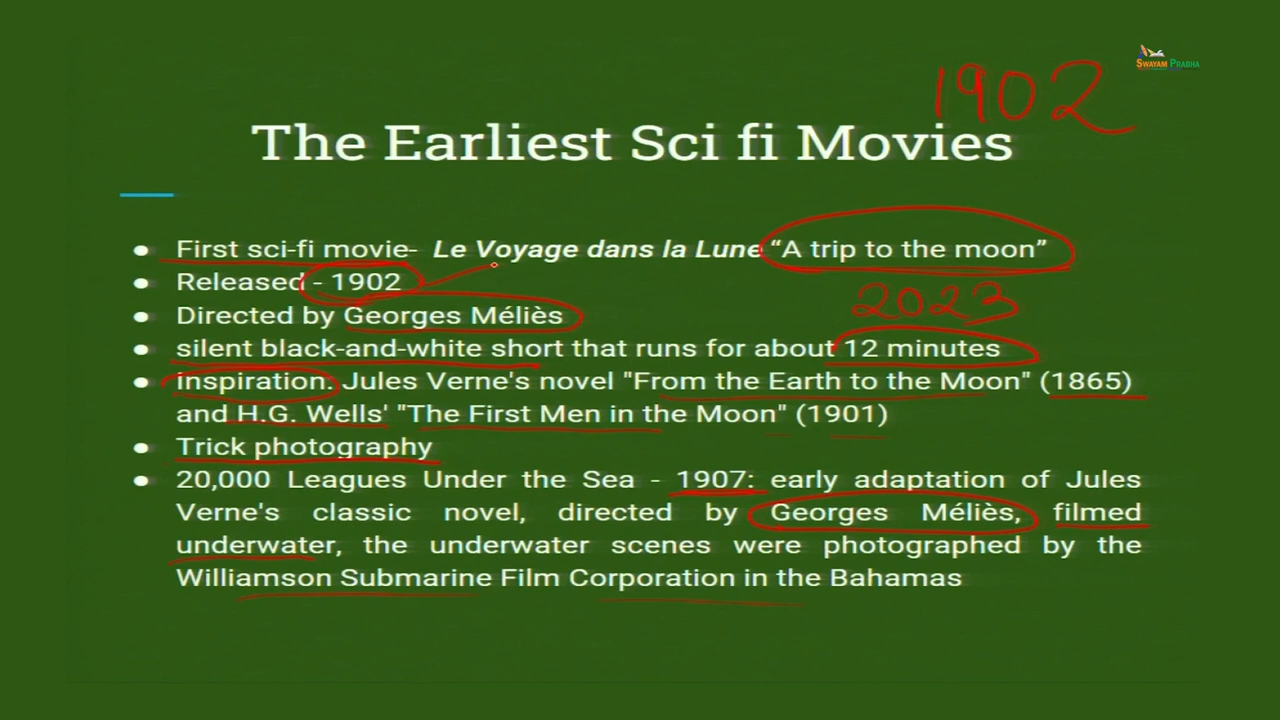 1902
SWAYAM PRABHA
The Earliest Sci fi Movies
● First sci-fi movie- Le Voyage dans la Lune “A trip to the moon”
● Released - 1902
2023
● Directed by Georges Méliès
● silent black-and-white short that runs for about 12 minutes
● inspiration. Jules Verne's novel "From the Earth to the Moon" (1865)
and H.G. Wells' "The First Men in the Moon" (1901)
● Trick photography
● 20,000 Leagues Under the Sea - 1907: early adaptation of Jules
Verne's classic novel, directed by Georges Méliès, filmed
underwater, the underwater scenes were photographed by the
Williamson Submarine Film Corporation in the Bahamas